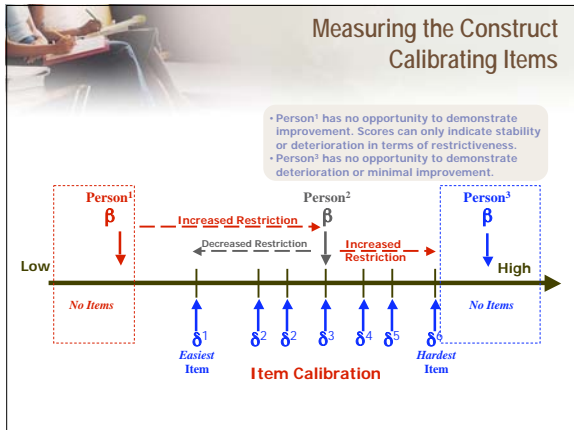 Measuring the Construct
Calibrating Items
• Person¹ has no opportunity to demonstrate
improvement. Scores can only indicate stability
or deterioration in terms of restrictiveness.
• Person³ has no opportunity to demonstrate
deterioration or minimal improvement.
Person¹ Person² Person³
β β β
Increased Restriction
Decreased Restriction Increased
Restriction
Low High
No Items No Items
δ1 δ2 δ2 δ3 δ4 δ5 δ6
Easiest Hardest
Item Item
Item Calibration